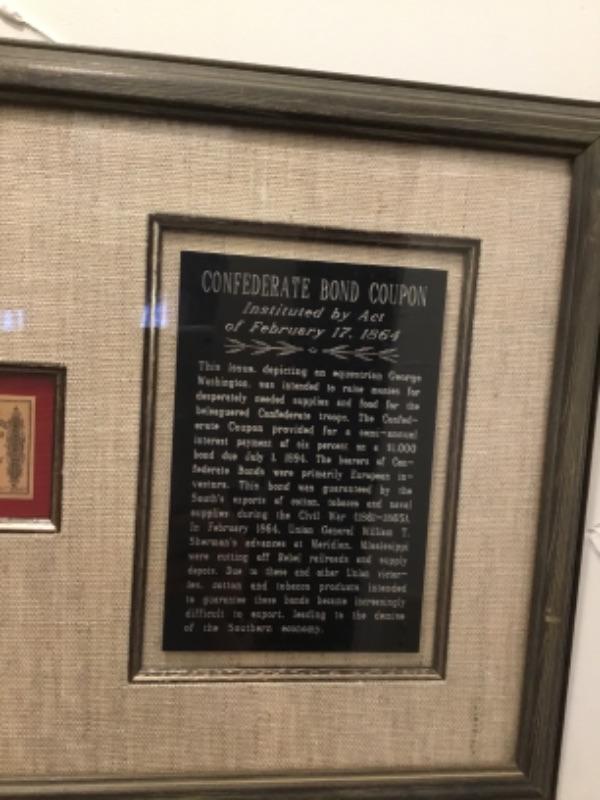 CONFEDERATE BOND COUPON
Instituted by Act
of February 17, 1864
This issue, depicting an equestrian George
Washington, was intended to raise monies for
desperately needed supplies and food for the
beleaguered Confederate troops. The Confed-
erate Coupon provided for a semi-annual
interest payment of six percent on a $1,000
bond due July 1, 1894. The bearers of Con-
federate Bonds were primarily European in-
vestors. This bond was guaranteed by the
South's exports of cotton, tobacco and naval
supplies during the Civil War (1861-1865).
In February 1864, Union General William T.
Sherman's advances at Meridian, Mississippi
were cutting off Rebel railroads and supply
depots. Due to these and other Union victor-
ies, cotton and tobacco products intended
to guarantee these bonds became increasingly
difficult to export, leading to the demise
of the Southern economy.